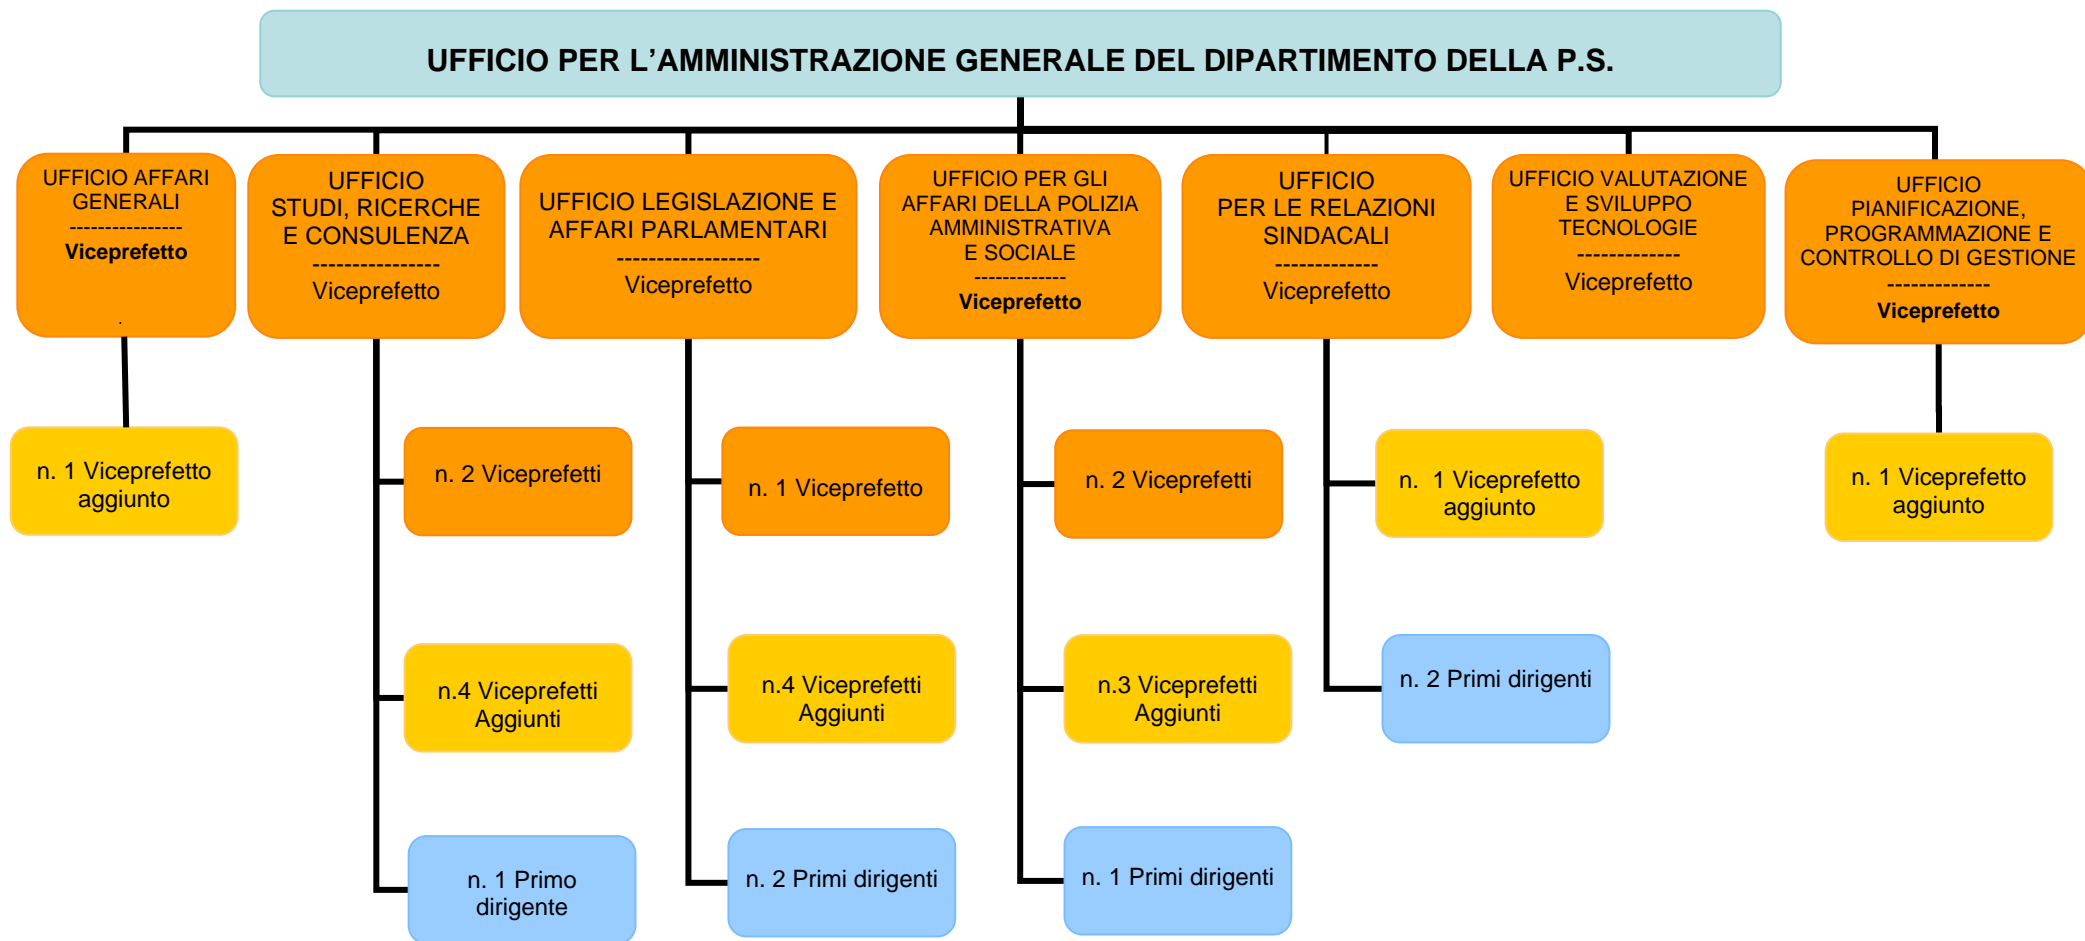 UFFICIO PER L’AMMINISTRAZIONE GENERALE DEL DIPARTIMENTO DELLA P.S.
UFFICIO AFFARI
GENERALI
----------------
Viceprefetto
.
UFFICIO
STUDI, RICERCHE
E CONSULENZA
----------------
Viceprefetto
UFFICIO LEGISLAZIONE E
AFFARI PARLAMENTARI
------------------
Viceprefetto
UFFICIO PER GLI
AFFARI DELLA POLIZIA
AMMINISTRATIVA
E SOCIALE
-------------
Viceprefetto
UFFICIO
PER LE RELAZIONI
SINDACALI
-------------
Viceprefetto
UFFICIO VALUTAZIONE
E SVILUPPO
TECNOLOGIE
-------------
Viceprefetto
UFFICIO
PIANIFICAZIONE,
PROGRAMMAZIONE E
CONTROLLO DI GESTIONE
-------------
Viceprefetto
n. 1 Viceprefetto
aggiunto
n. 2 Viceprefetti
n. 1 Viceprefetto
n. 2 Viceprefetti
n.  1 Viceprefetto
aggiunto
n. 1 Viceprefetto
aggiunto
n.4 Viceprefetti
Aggiunti
n.4 Viceprefetti
Aggiunti
n.3 Viceprefetti
Aggiunti
n. 2 Primi dirigenti
n. 1 Primo
dirigente
n. 2 Primi dirigenti
n. 1 Primi dirigenti